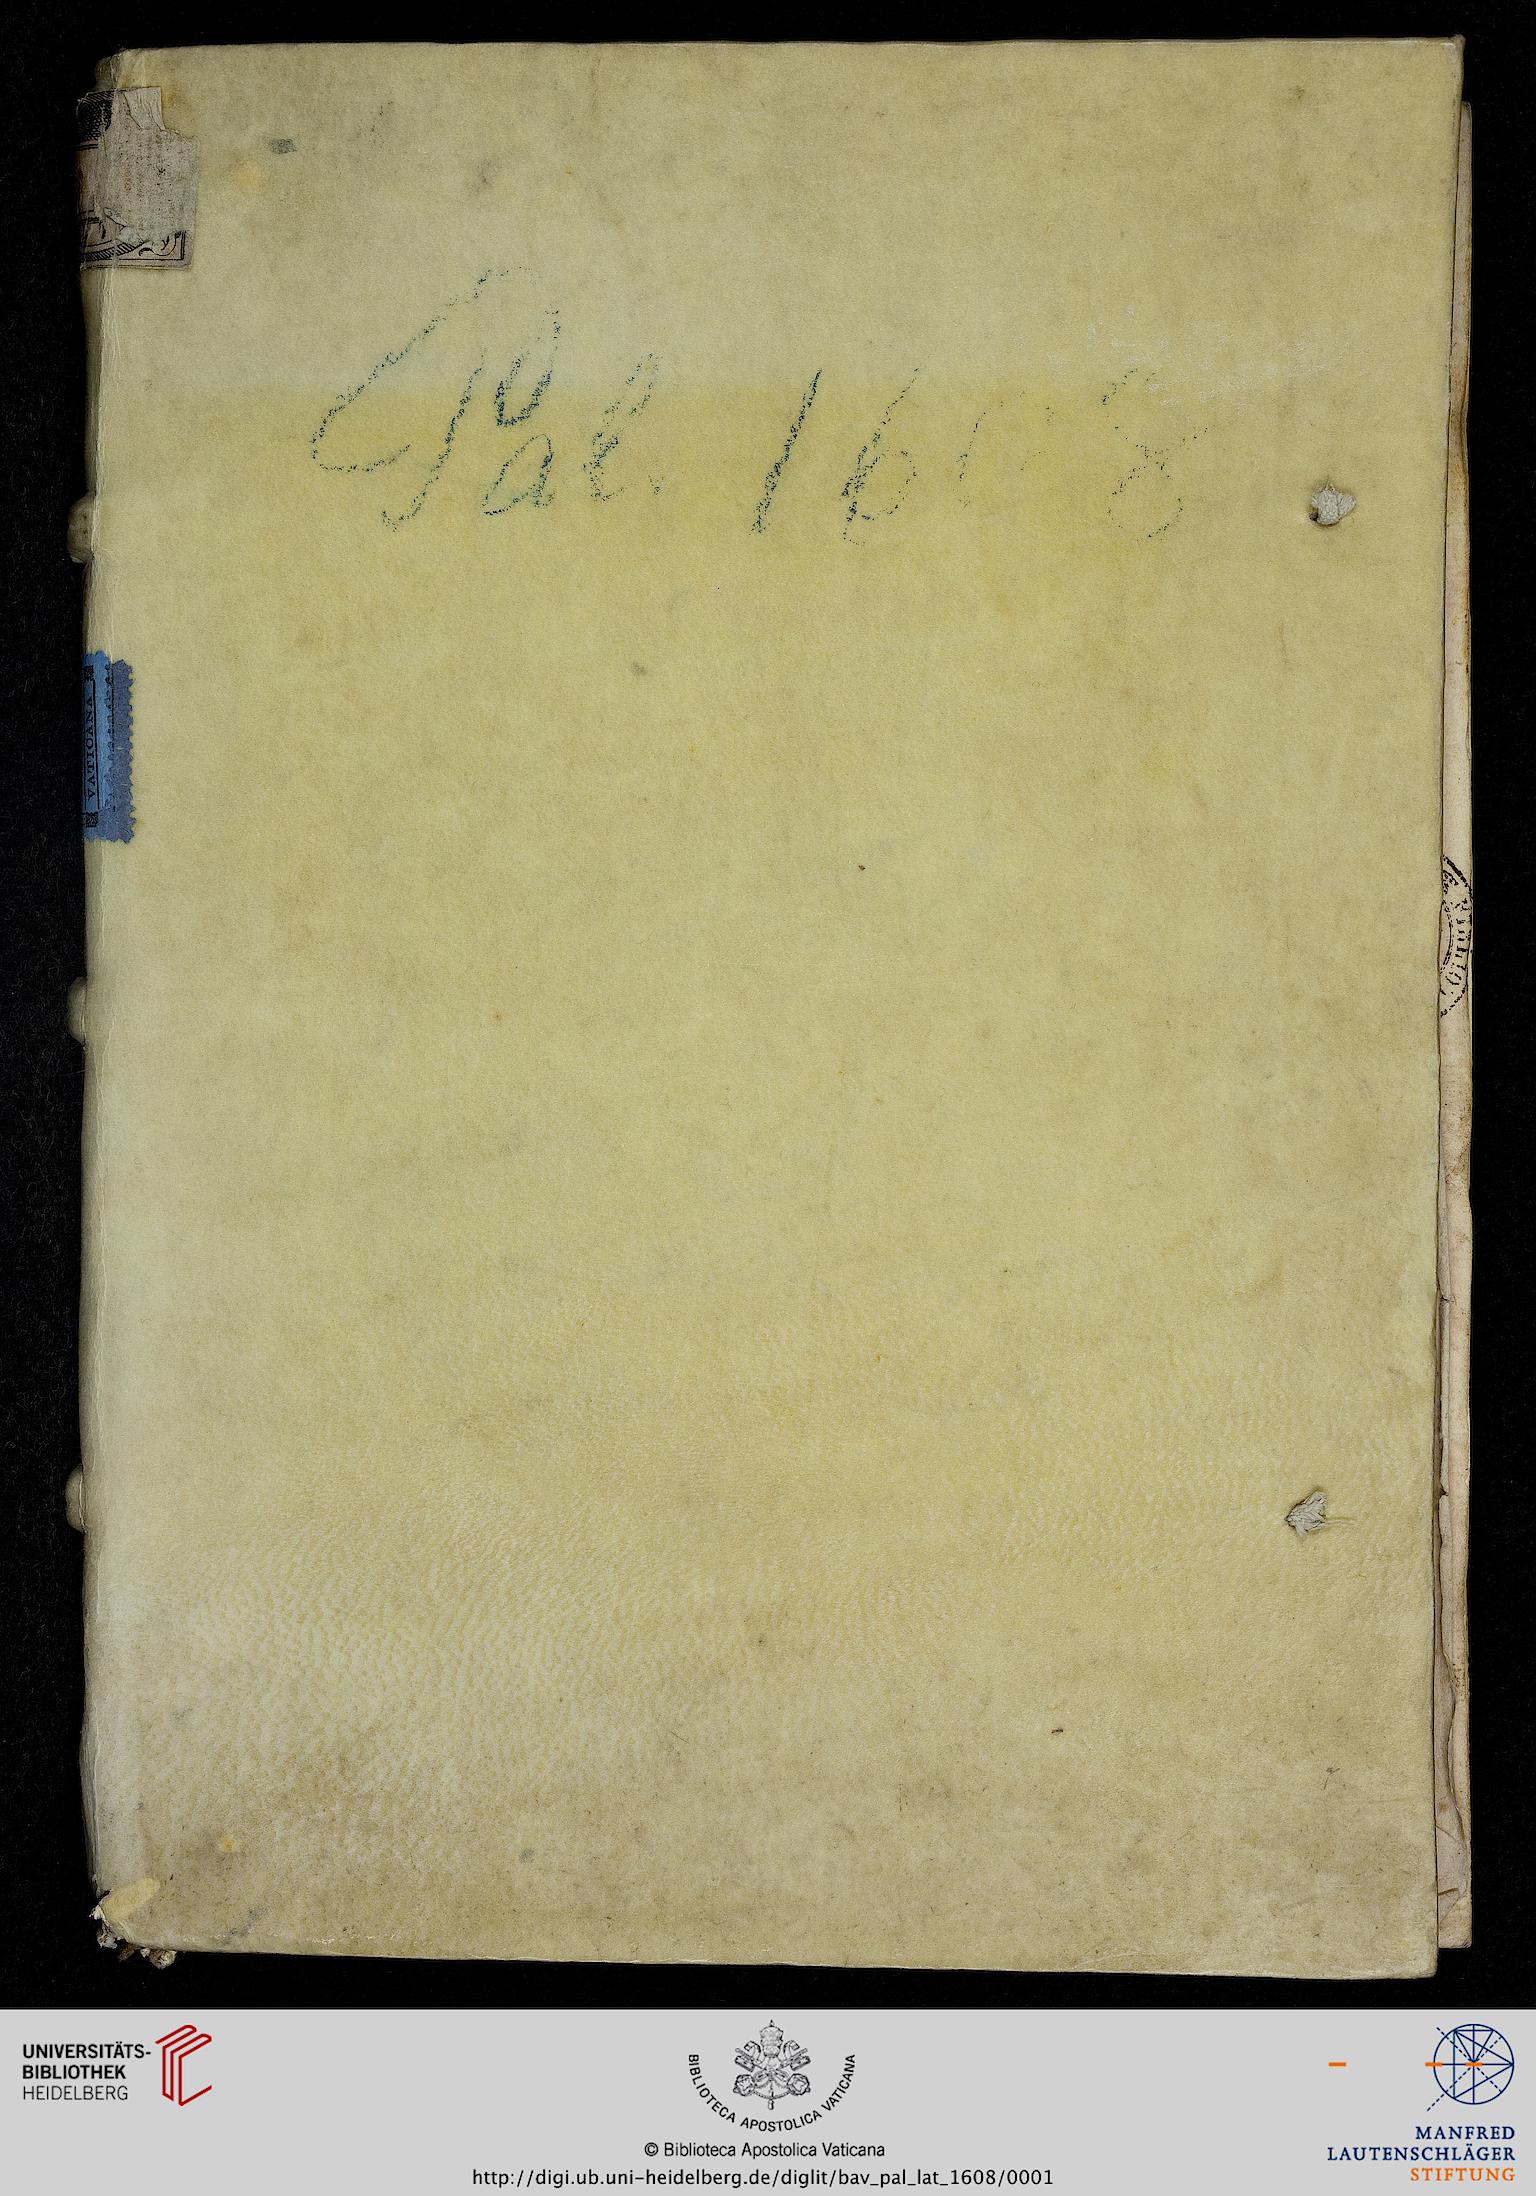 Pal. 1608
VATICANA
UNIVERSITÄTS-
BIBLIOTHEK
HEIDELBERG
BIBLIOTECA APOSTOLICA VATICANA
© Biblioteca Apostolica Vaticana
http://digi.ub.uni-heidelberg.de/diglit/bav_pal_lat_1608/0001
MANFRED
LAUTENSCHLÄGER
STIFTUNG